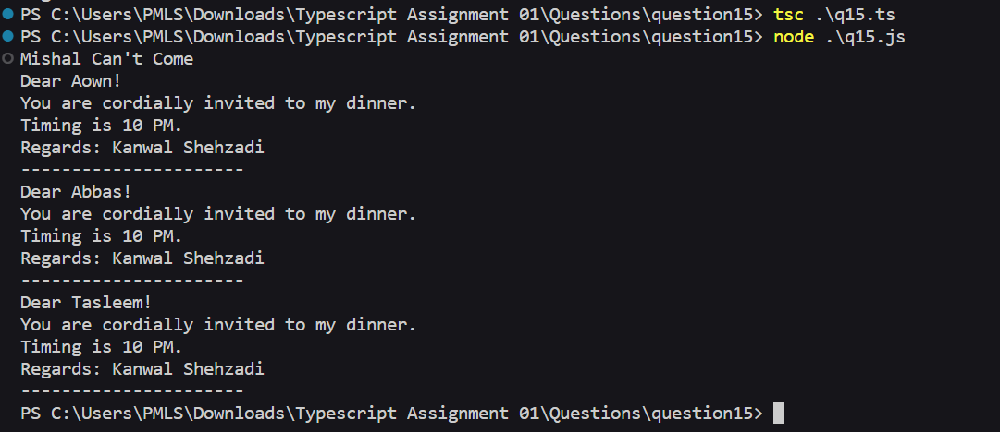 PS C:\Users\PMLS\Downloads\Typescript Assignment 01\Questions\question15> tsc .\q15.ts
PS C:\Users\PMLS\Downloads\Typescript Assignment 01\Questions\question15> node .\q15.js
Mishal Can't Come
Dear Aown!
You are cordially invited to my dinner.
Timing is 10 PM.
Regards: Kanwal Shehzadi
----------------------
Dear Abbas!
You are cordially invited to my dinner.
Timing is 10 PM.
Regards: Kanwal Shehzadi
----------------------
Dear Tasleem!
You are cordially invited to my dinner.
Timing is 10 PM.
Regards: Kanwal Shehzadi
----------------------
PS C:\Users\PMLS\Downloads\Typescript Assignment 01\Questions\question15>